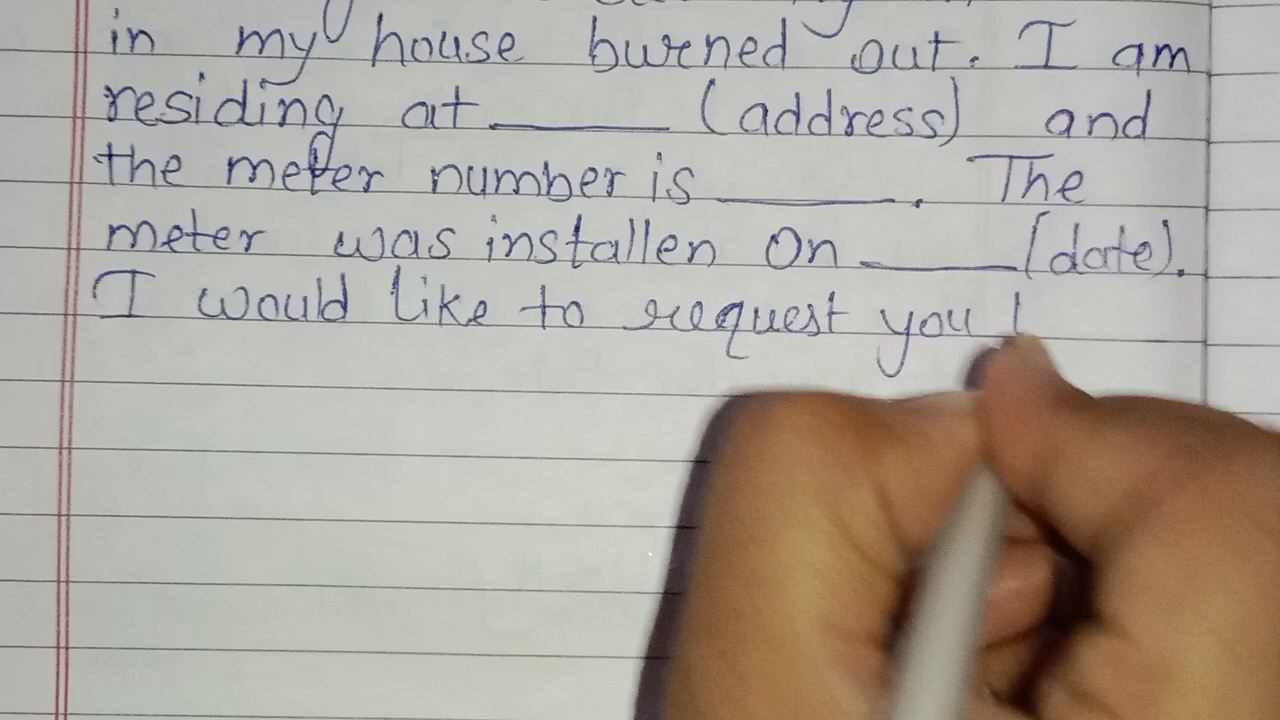 in my house burned out. I am
residing at ______ (address) and
the meter number is ______. The
meter was installen on ______ (date).
I would like to request you